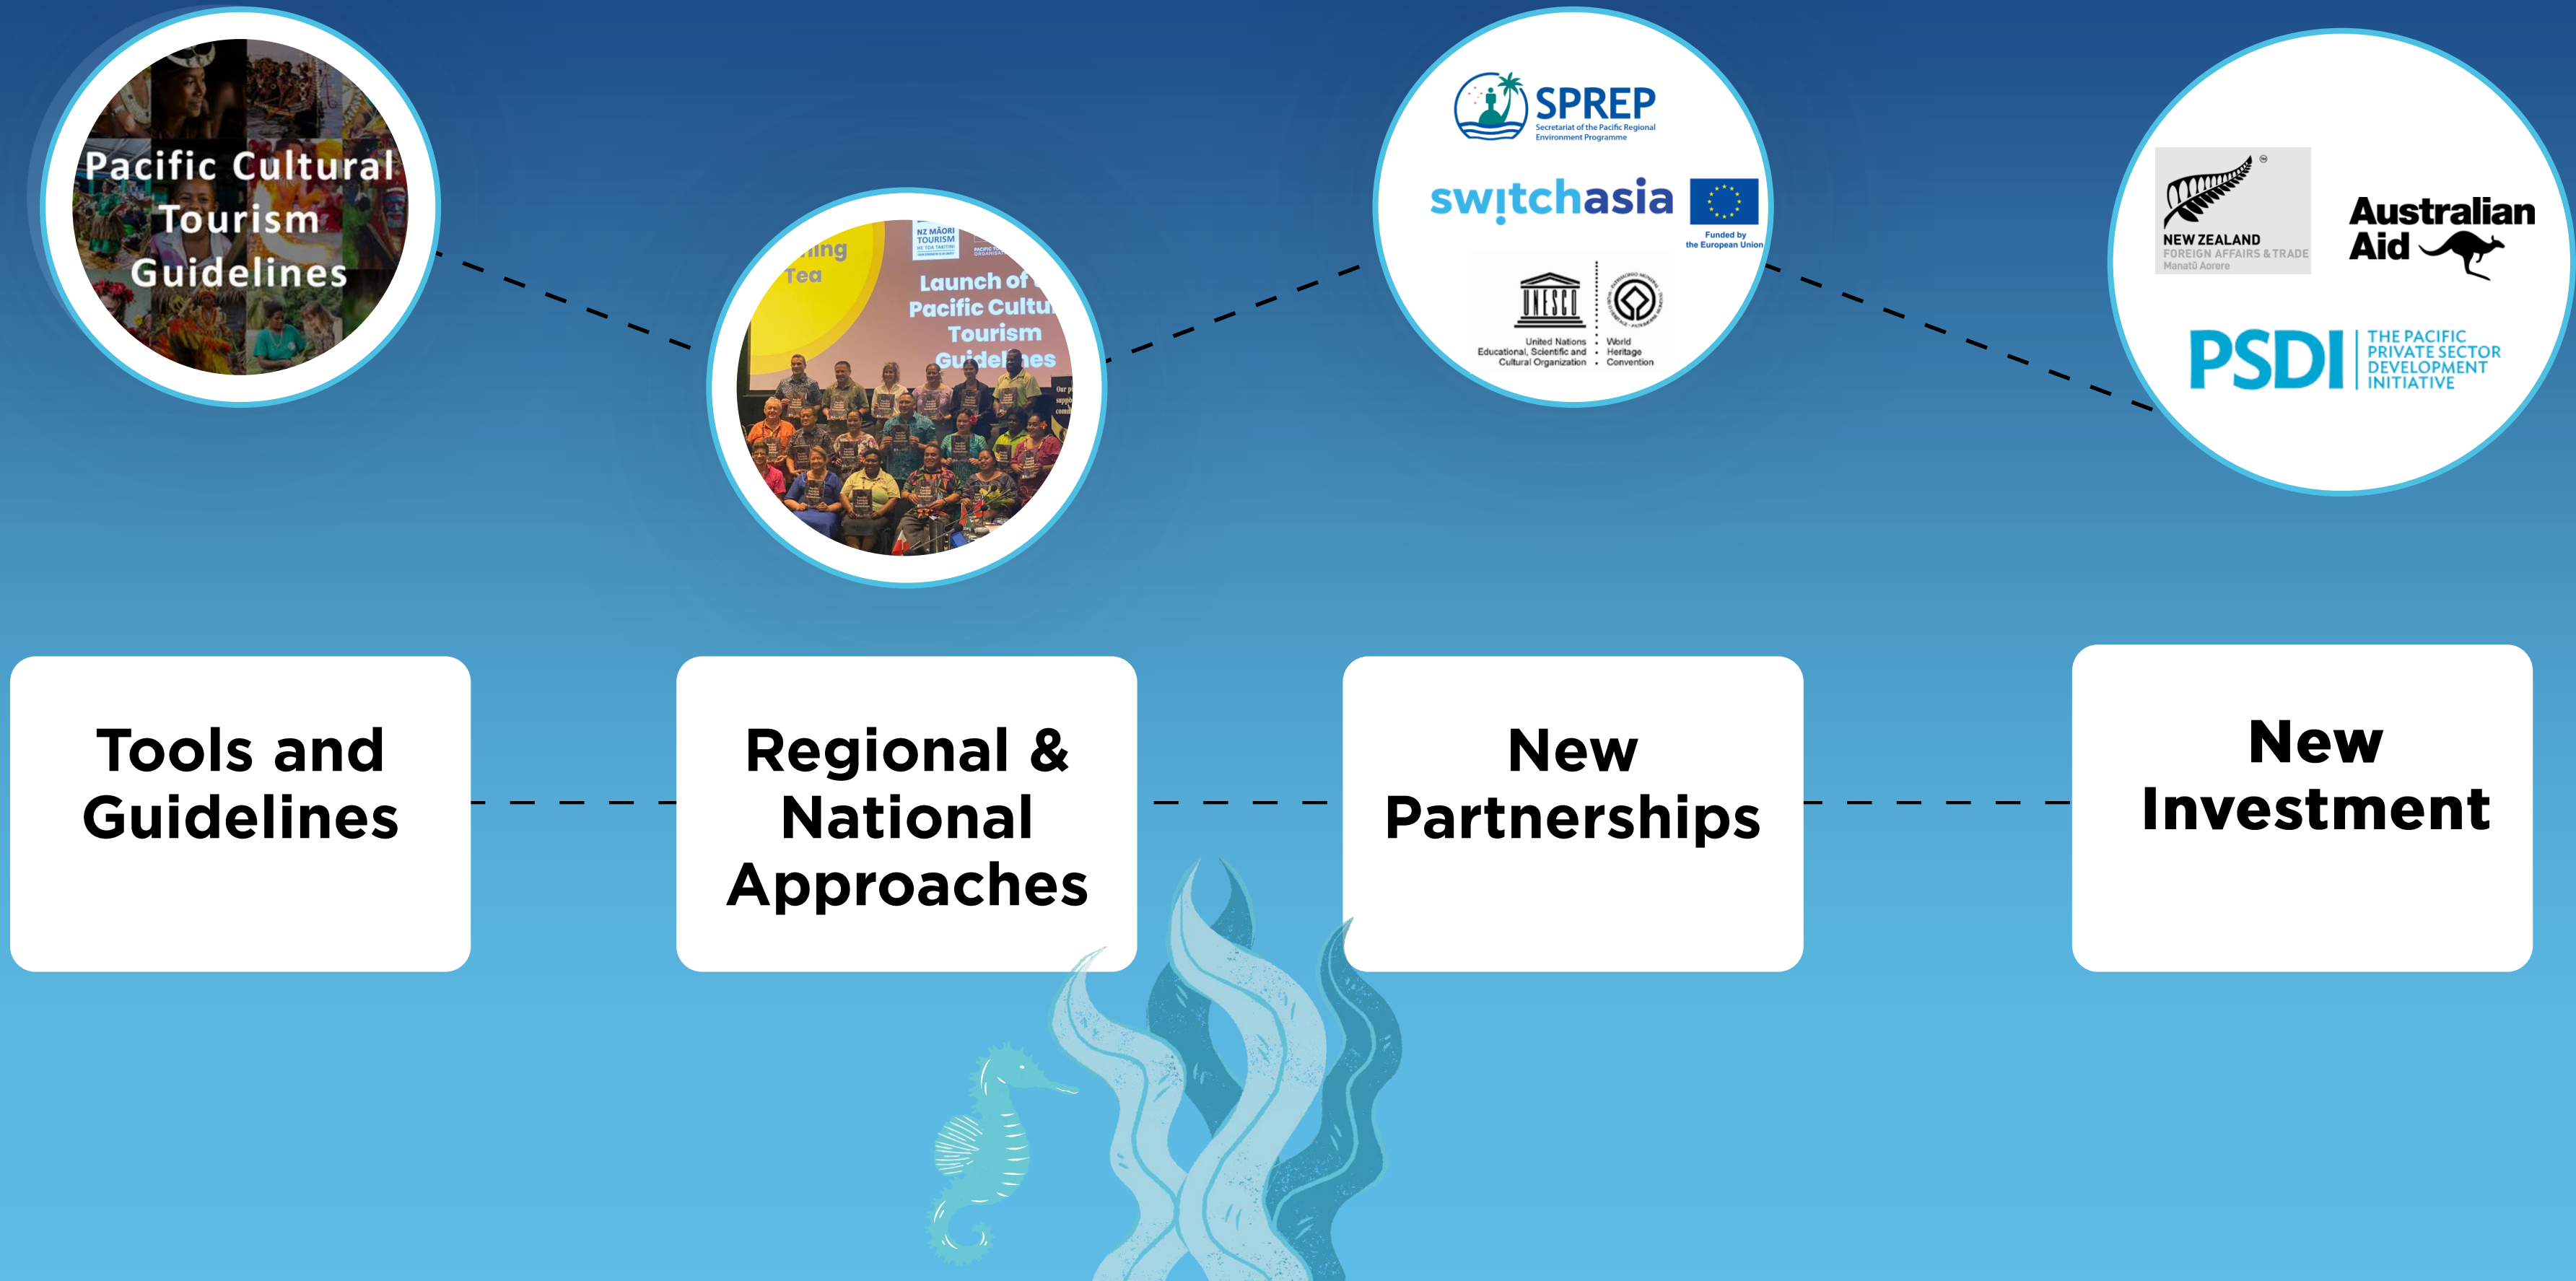 Pacific Cultural
Tourism
Guidelines
Tea
NZ MĀORI
TOURISM
Launch of
Pacific
Tourism
Guidelines
SPREP
Secretariat of the Pacific Regional
Environment Programme
switchasia
Funded by
the European Union
UNESCO
United Nations
Educational, Scientific and
Cultural Organization
World
Heritage
Convention
NEW ZEALAND
FOREIGN AFFAIRS & TRADE
Manatū Aorere
Australian
Aid
PSDI
THE PACIFIC
PRIVATE SECTOR
DEVELOPMENT
INITIATIVE
Tools and
Guidelines
Regional &
National
Approaches
New
Partnerships
New
Investment